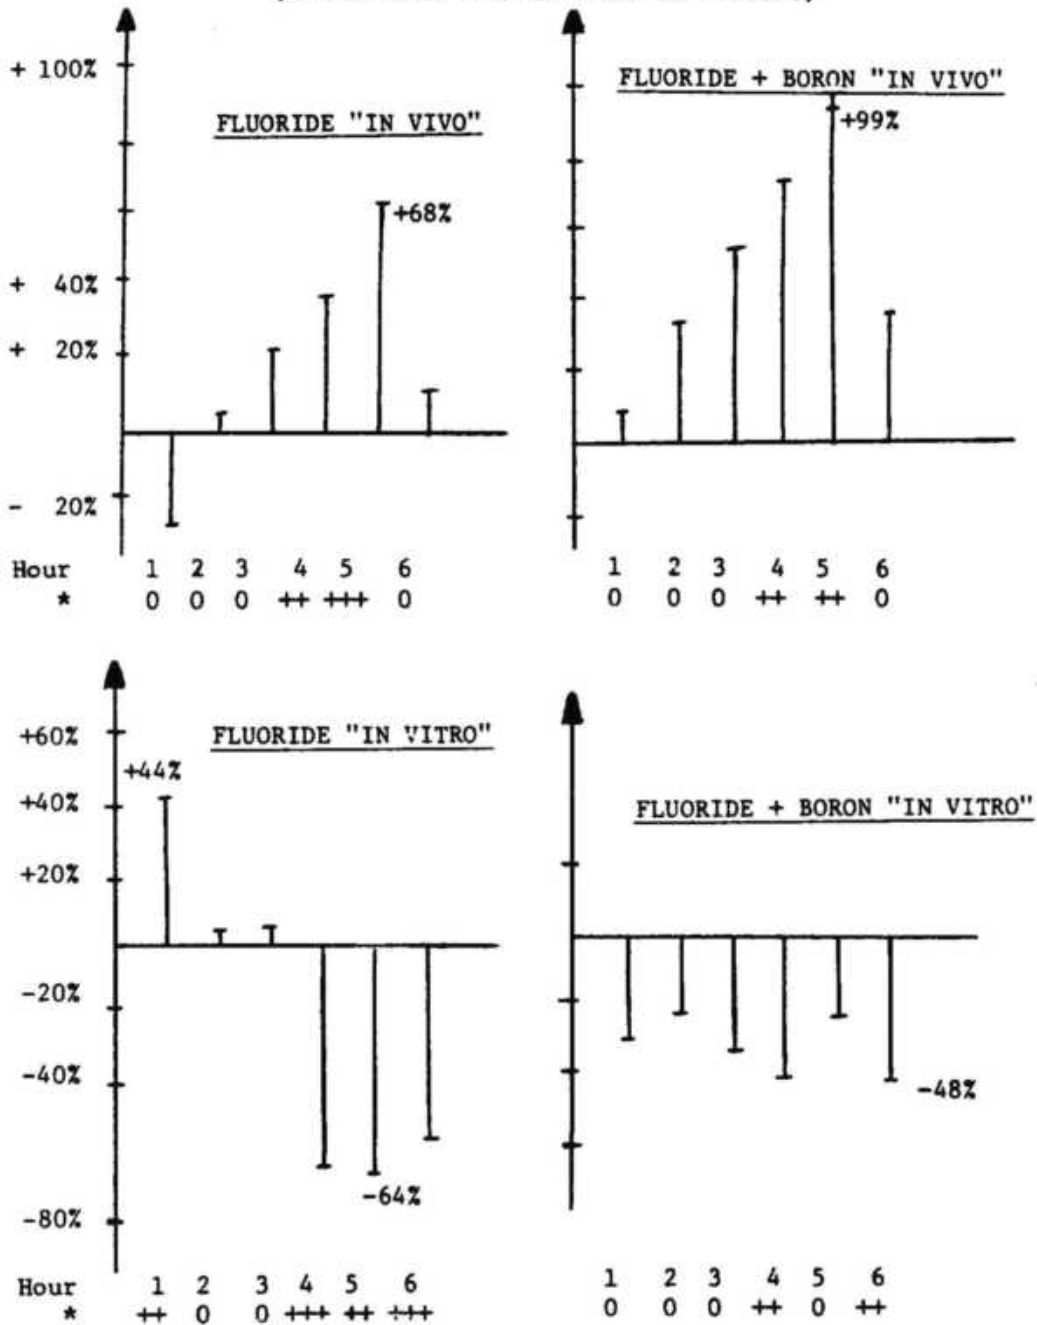 + 100%
FLUORIDE "IN VIVO"
+68%
+ 40%
+ 20%
- 20%
Hour 1 2 3 4 5 6
* 0 0 0 ++ +++ 0
FLUORIDE + BORON "IN VIVO"
+99%
1 2 3 4 5 6
0 0 0 ++ ++ 0
+60%
FLUORIDE "IN VITRO"
+44%
+40%
+20%
-20%
-40%
-64%
-80%
Hour 1 2 3 4 5 6
* ++ 0 0 +++ ++ +++
FLUORIDE + BORON "IN VITRO"
-48%
1 2 3 4 5 6
0 0 0 ++ 0 ++